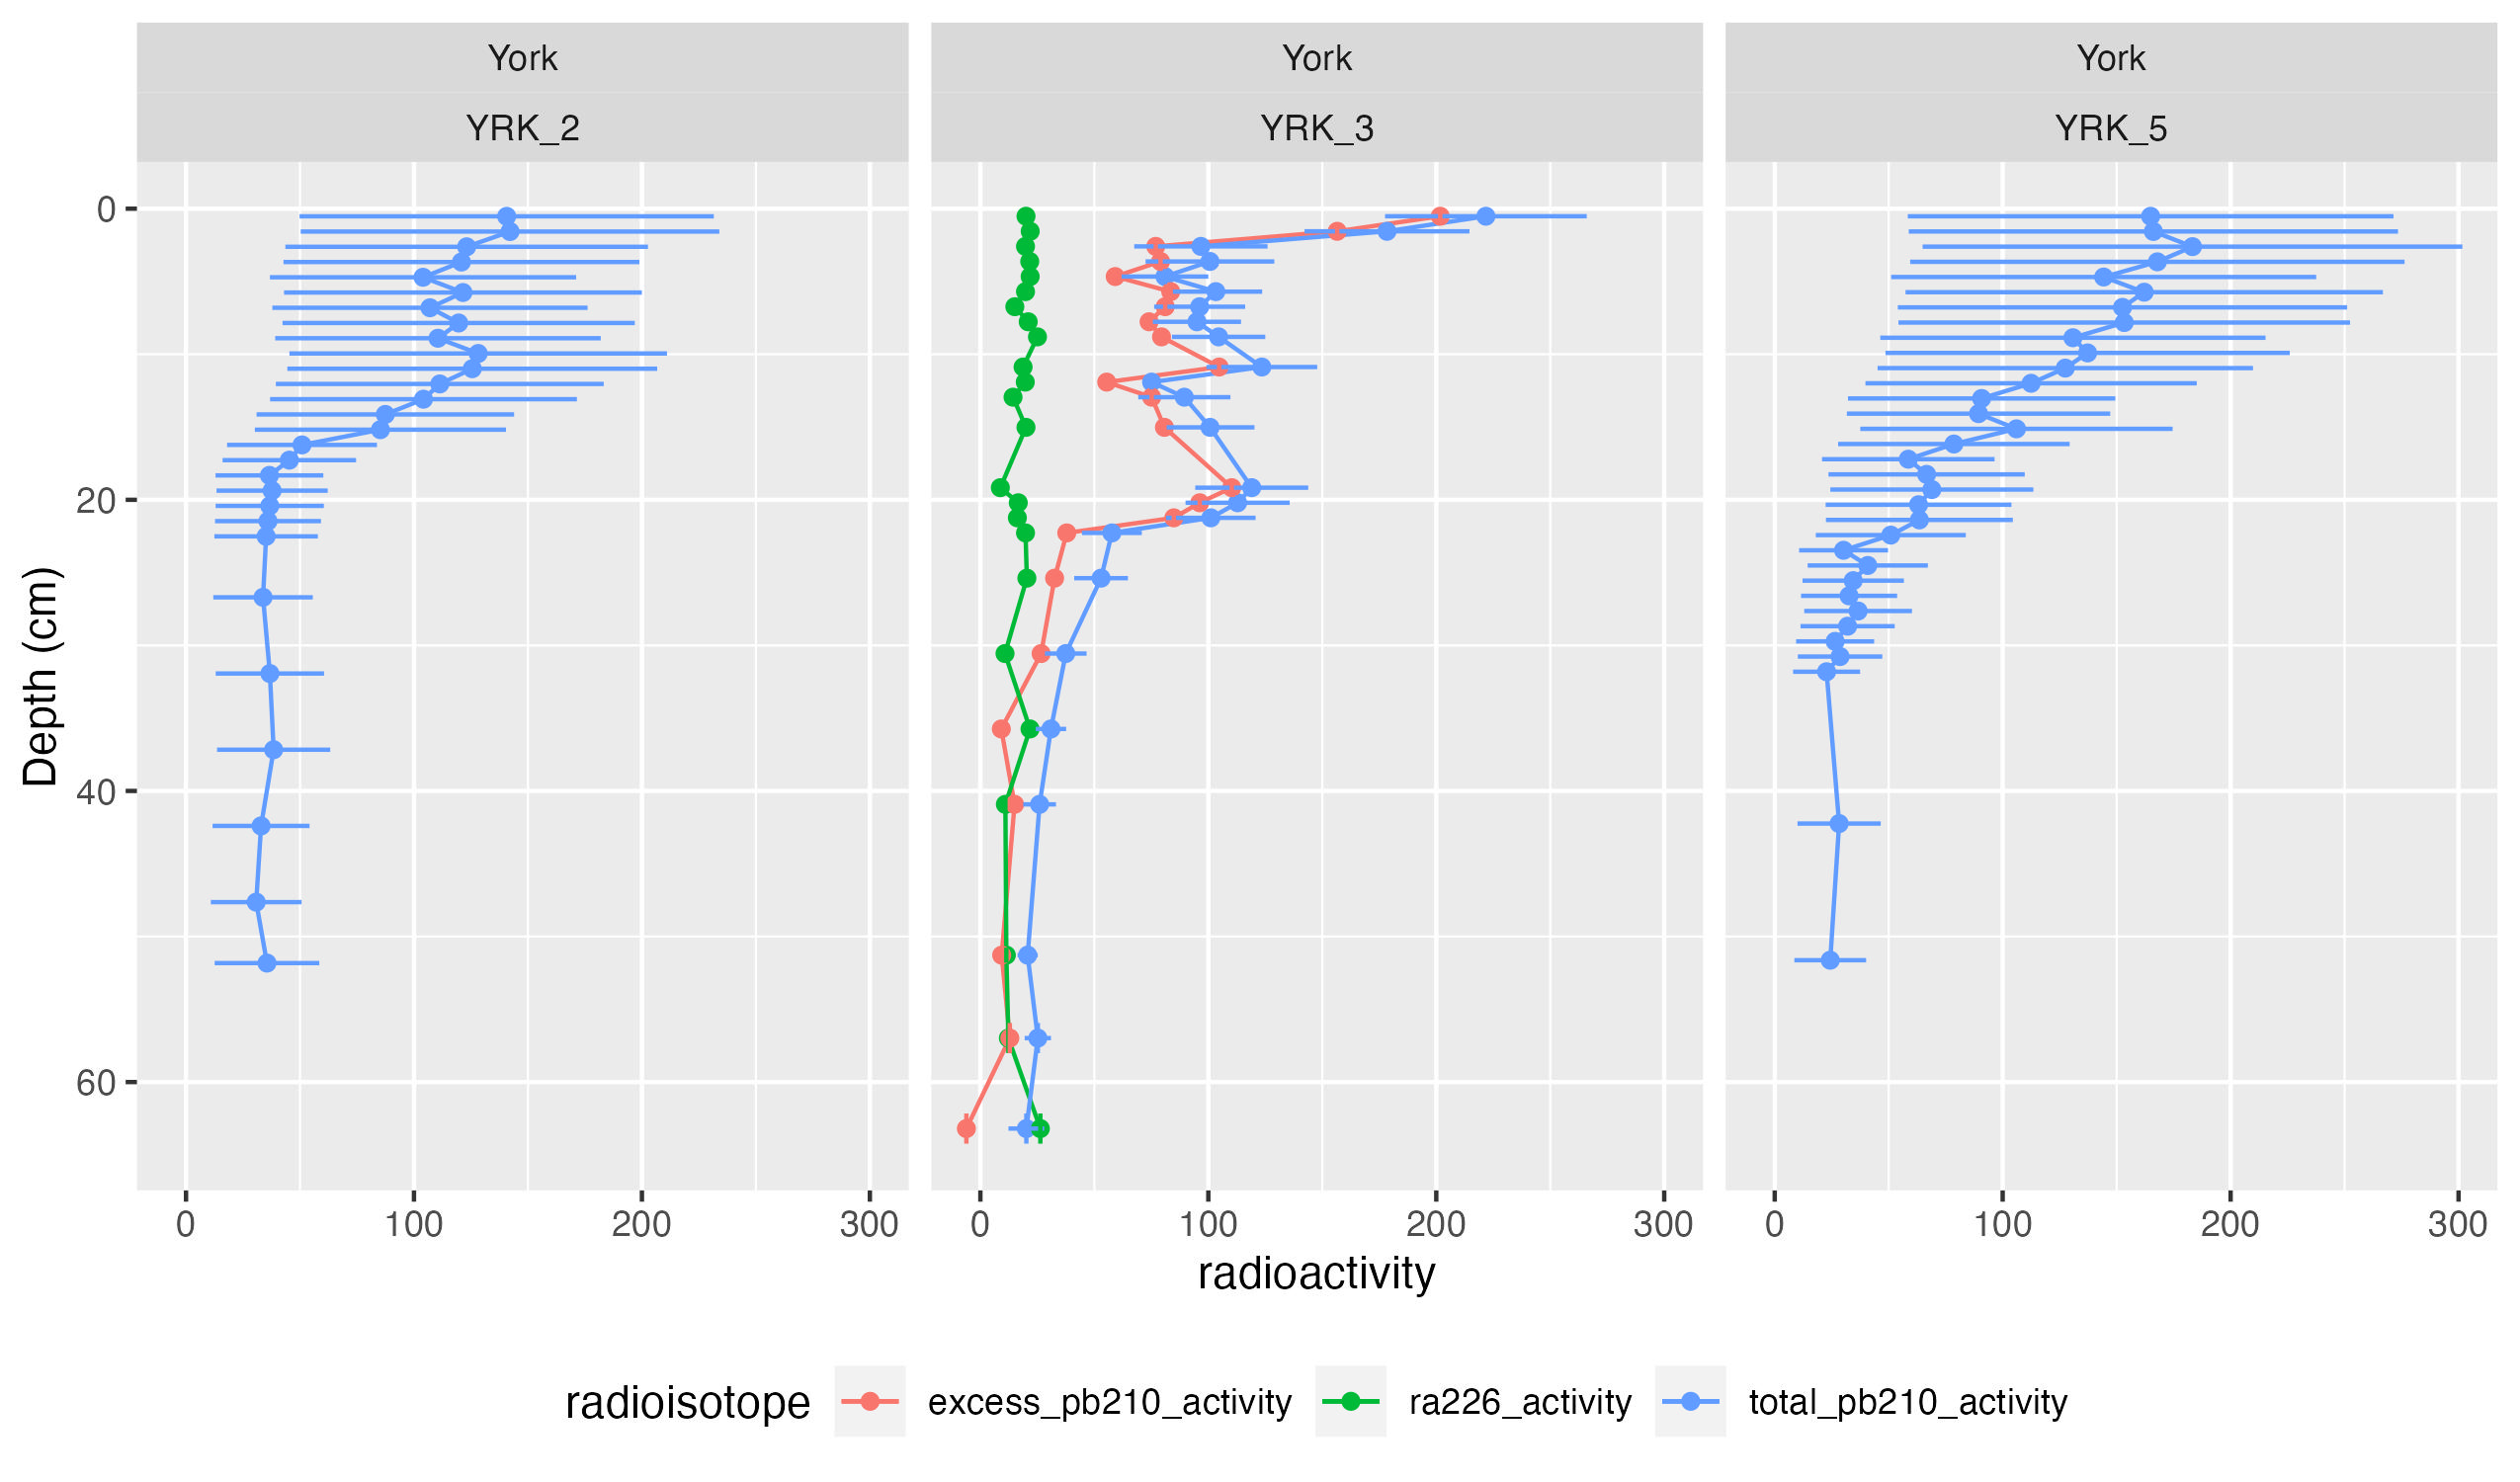 York York York
YRK_2 YRK_3 YRK_5
0
20
40
60
Depth (cm)
0 100 200 300 0 100 200 300 0 100 200 300
radioactivity
radioisotope excess_pb210_activity ra226_activity total_pb210_activity